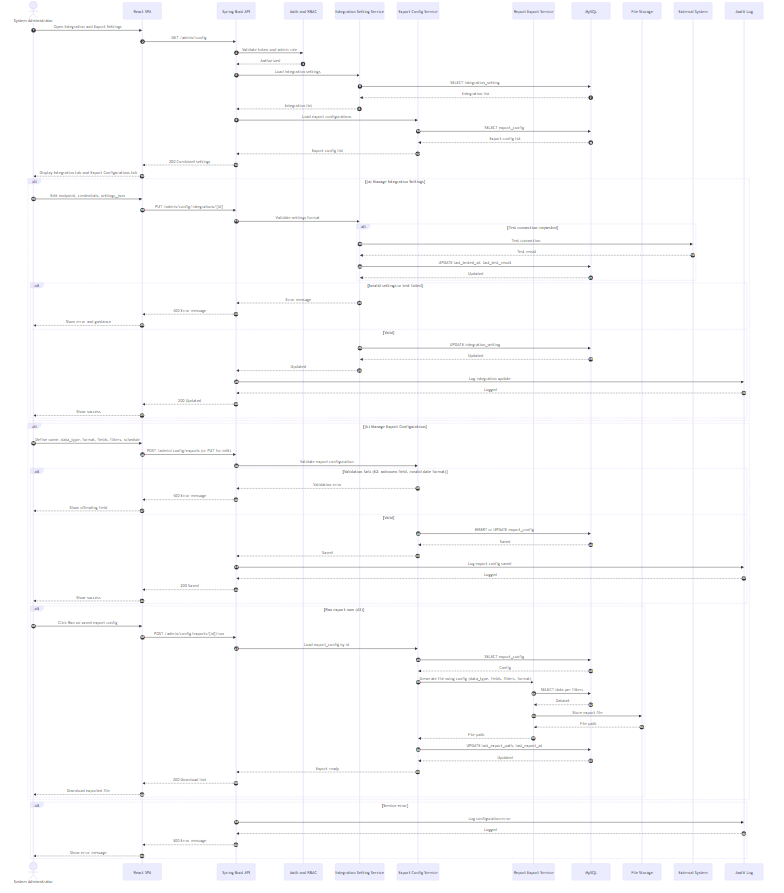 System Administrator
React SPA
Spring Boot API
Auth and RBAC
Integration Setting Service
Export Config Service
Report Export Service
MySQL
File Storage
External System
Audit Log
Open Integration and Export Settings
GET /admin/config
Validate token and admin role
Authorized
Load integration settings
SELECT integration_setting
Integration list
Integration list
Load export configurations
SELECT export_config
Export config list
Export config list
200 Combined settings
Display Integration tab and Export Configurations tab
alt
[(a) Manage Integration Settings]
Edit endpoint, credentials, settings_json
PUT /admin/config/integrations/{id}
Validate settings format
alt
[Test connection requested]
Test connection
Test result
UPDATE last_tested_at, last_test_result
Updated
alt
[Invalid settings or test failed]
Error message
400 Error message
Show error and guidance
[Valid]
UPDATE integration_setting
Updated
Updated
Log integration update
Logged
200 Updated
Show success
alt
[(b) Manage Export Configurations]
Define name, data_type, format, fields, filters, schedule
POST /admin/config/exports (or PUT for edit)
Validate export configuration
alt
[Validation fails (E2: unknown field, invalid date format)]
Validation error
400 Error message
Show offending field
[Valid]
INSERT or UPDATE export_config
Saved
Saved
Log export config saved
Logged
200 Saved
Show success
alt
[Run export now (alt)]
Click Run on saved export config
POST /admin/config/exports/{id}/run
Load export_config by id
SELECT export_config
Config
Generate file using config (data_type, fields, filters, format)
SELECT data per filters
Dataset
Store export file
File path
File path
UPDATE last_export_path, last_export_at
Updated
Export ready
200 Download link
Download exported file
alt
[Service error]
Log configuration error
Logged
500 Error message
Show error message
React SPA
Spring Boot API
Auth and RBAC
Integration Setting Service
Export Config Service
Report Export Service
MySQL
File Storage
External System
Audit Log
System Administrator